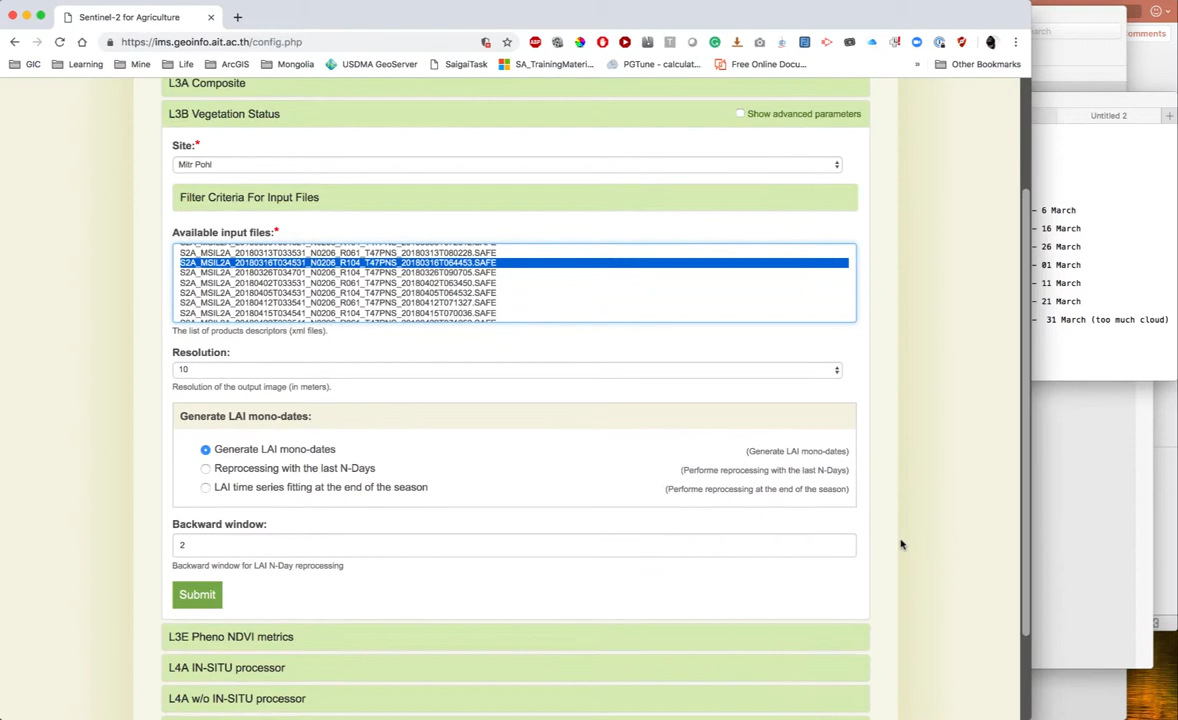 Sentinel-2 for Agriculture
https://ims.geoinfo.ait.ac.th/config.php
GIC Learning Mine Life ArcGIS Mongolia USDMA GeoServer SaigaiTask SA_TrainingMateri... PGTune - calculat... Free Online Docu... » Other Bookmarks
L3A Composite
L3B Vegetation Status
Show advanced parameters
Site:*
Mitr Pohl
Filter Criteria For Input Files
Available input files:*
S2A_MSIL2A_20180313T033531_N0206_R061_T47PNS_20180313T080228.SAFE
S2A_MSIL2A_20180316T034531_N0206_R104_T47PNS_20180316T064453.SAFE
S2A_MSIL2A_20180326T034701_N0206_R104_T47PNS_20180326T090705.SAFE
S2A_MSIL2A_20180402T033531_N0206_R061_T47PNS_20180402T063450.SAFE
S2A_MSIL2A_20180405T034531_N0206_R104_T47PNS_20180405T064532.SAFE
S2A_MSIL2A_20180412T033541_N0206_R061_T47PNS_20180412T071327.SAFE
S2A_MSIL2A_20180415T034531_N0206_R104_T47PNS_20180415T070036.SAFE
The list of products descriptors (xml files).
Resolution:
10
Resolution of the output image (in meters).
Generate LAI mono-dates:
Generate LAI mono-dates
(Generate LAI mono-dates)
Reprocessing with the last N-Days
(Performe reprocessing with the last N-Days)
LAI time series fitting at the end of the season
(Performe reprocessing at the end of the season)
Backward window:
2
Backward window for LAI N-Day reprocessing
Submit
L3E Pheno NDVI metrics
L4A IN-SITU processor
L4A w/o IN-SITU processor
arch
omments
Untitled 2
- 6 March
- 16 March
- 26 March
- 01 March
- 11 March
- 21 March
- 31 March (too much cloud)